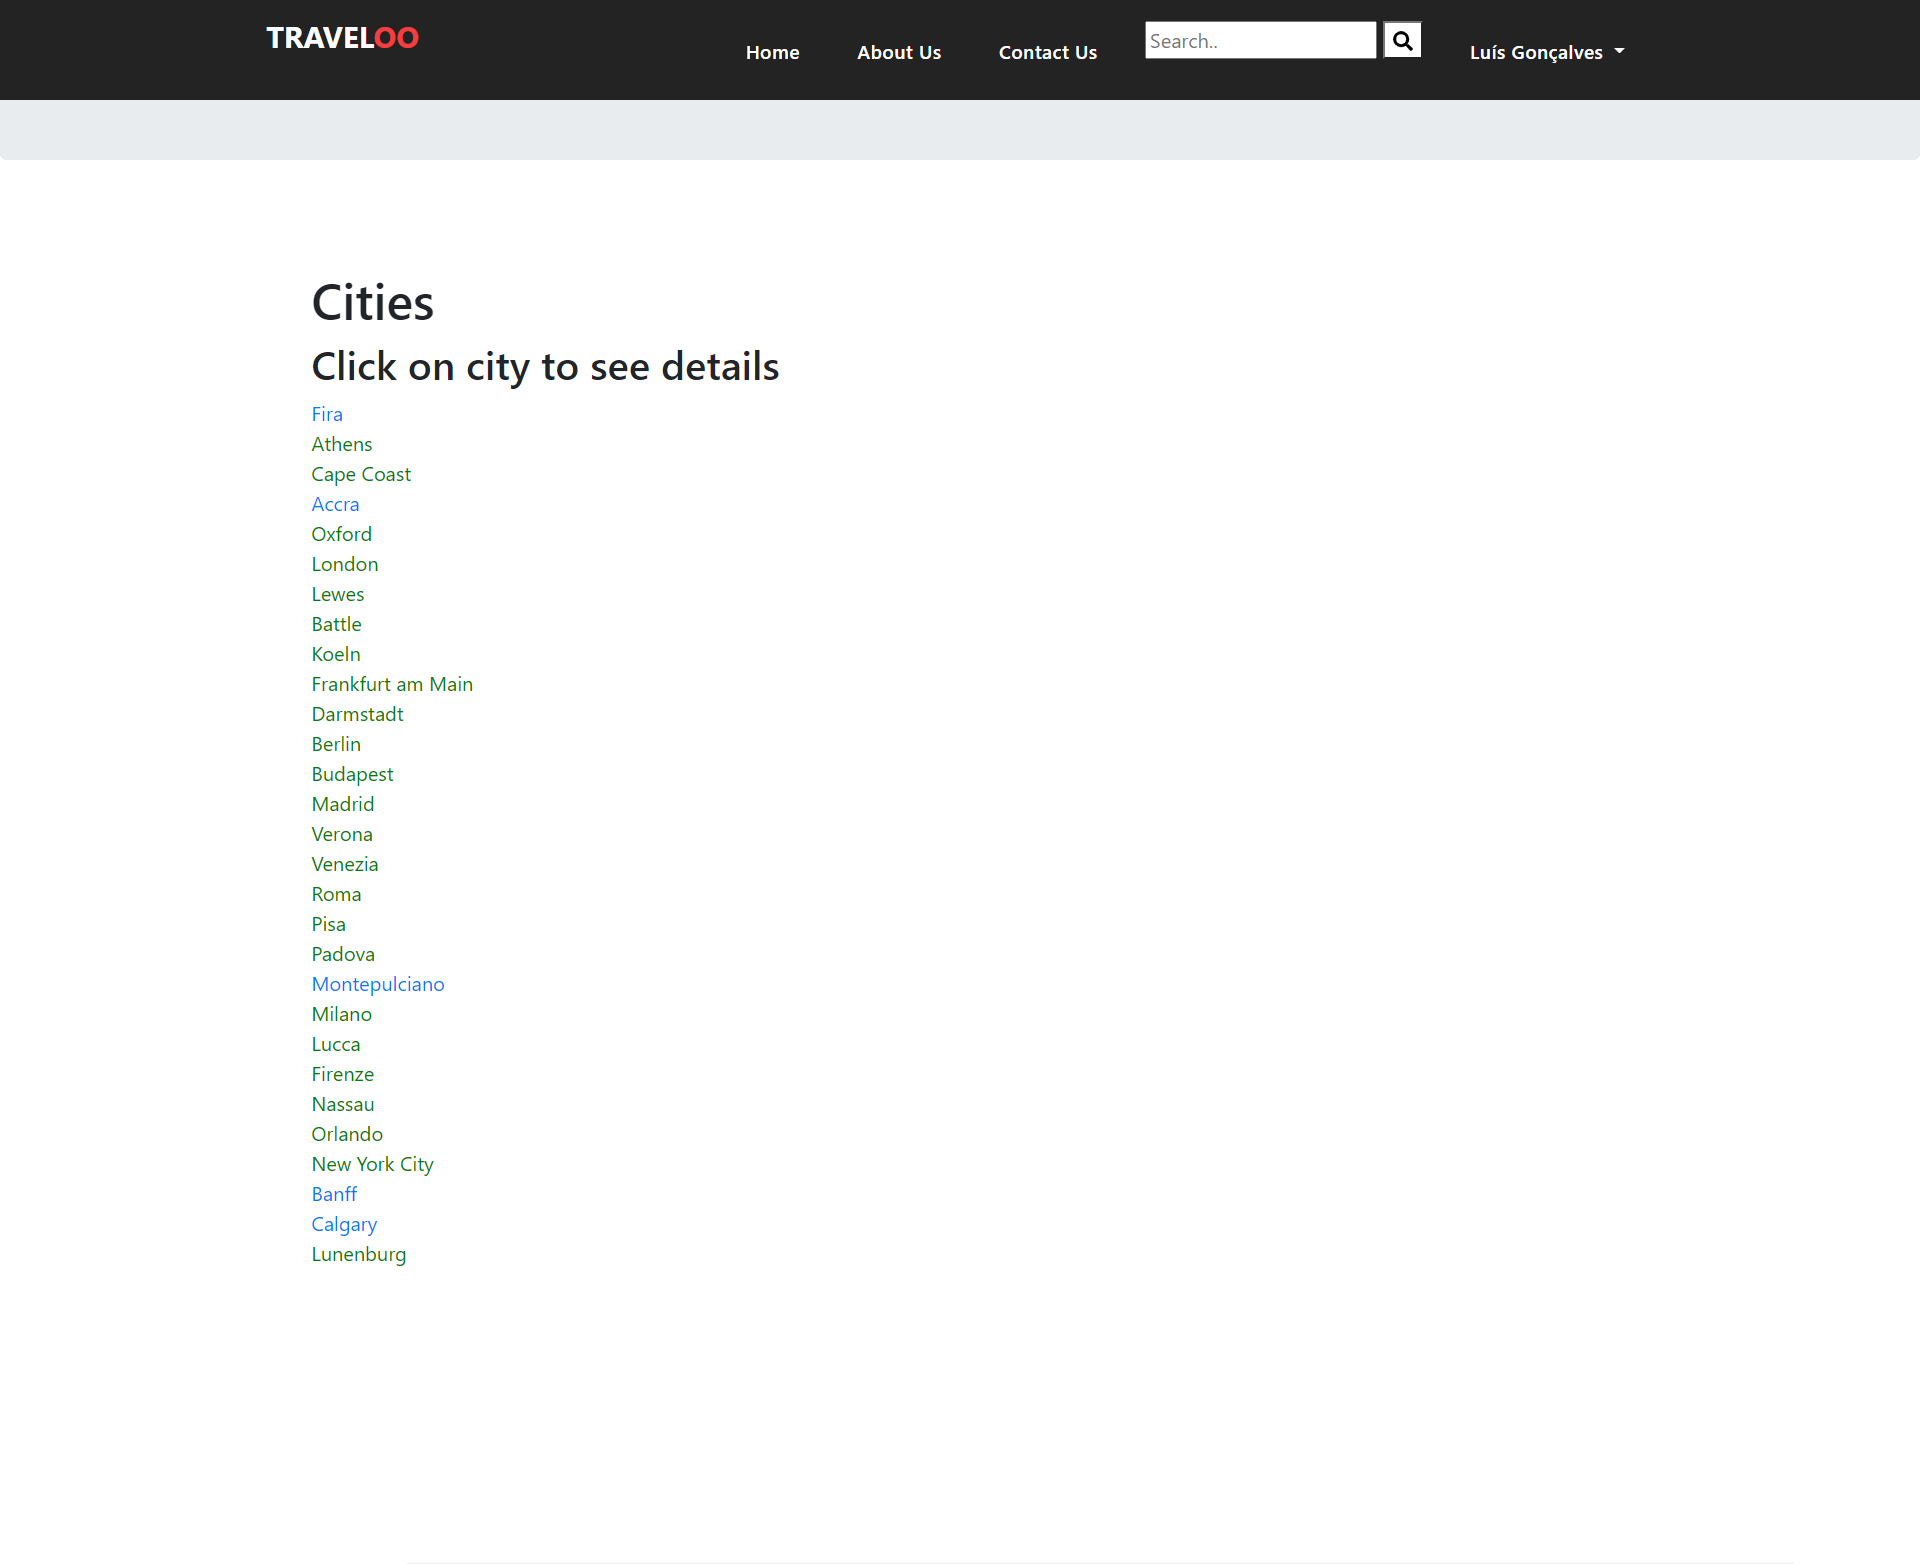 TRAVELOO
Home About Us Contact Us Search.. Luís Gonçalves
Cities
Click on city to see details
Fira
Athens
Cape Coast
Accra
Oxford
London
Lewes
Battle
Koeln
Frankfurt am Main
Darmstadt
Berlin
Budapest
Madrid
Verona
Venezia
Roma
Pisa
Padova
Montepulciano
Milano
Lucca
Firenze
Nassau
Orlando
New York City
Banff
Calgary
Lunenburg